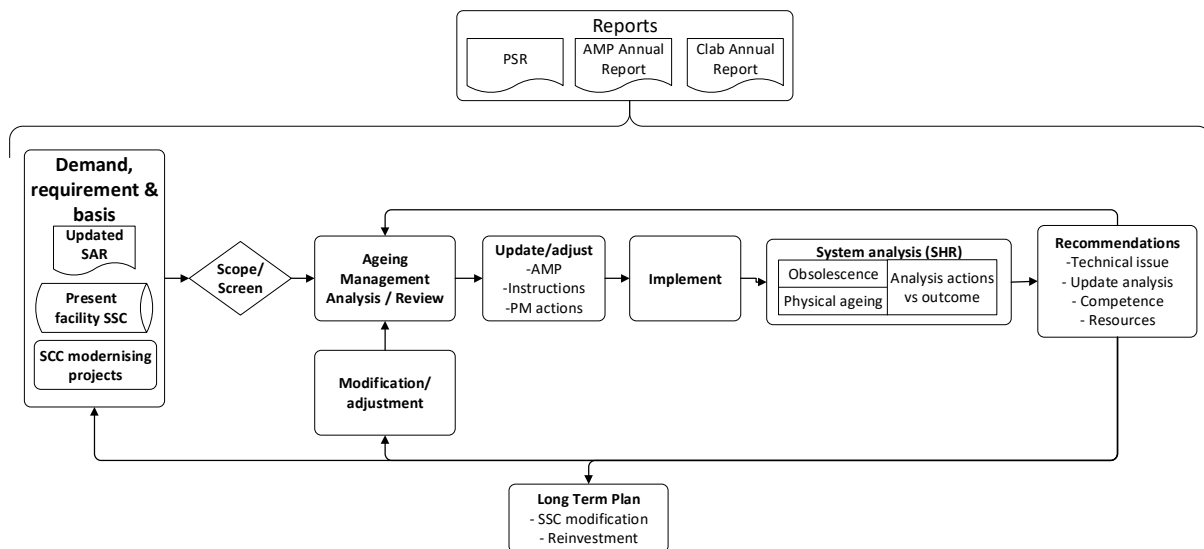 Reports
PSR
AMP Annual
Report
Clab Annual
Report
Demand,
requirement &
basis
Updated
SAR
Present
facility SSC
SCC modernising
projects
Scope/
Screen
Ageing
Management
Analysis / Review
Modification/
adjustment
Update/adjust
-AMP
-Instructions
-PM actions
Implement
System analysis (SHR)
Obsolescence
Physical ageing
Analysis actions
vs outcome
Recommendations
-Technical issue
- Update analysis
- Competence
- Resources
Long Term Plan
- SSC modification
- Reinvestment